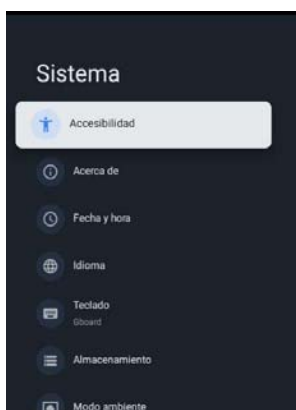 Sistema
Accesibilidad
Acerca de
Fecha y hora
Idioma
Teclado
Gboard
Almacenamiento
Modo ambiente